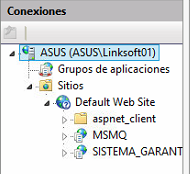 Conexiones
ASUS (ASUS\Linksoft01)
Grupos de aplicaciones
Sitios
Default Web Site
aspnet_client
MSMQ
SISTEMA_GARANT